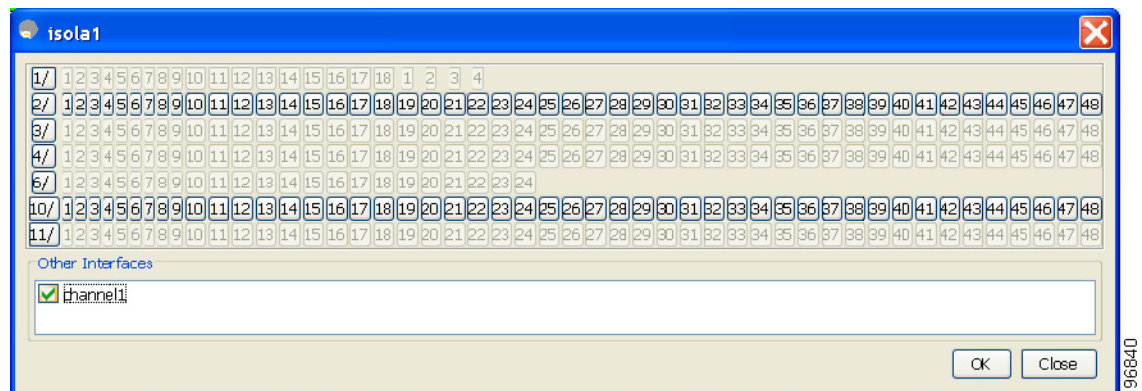 isola1
1/ 1 2 3 4 5 6 7 8 9 10 11 12 13 14 15 16 17 18 1 2 3 4
2/ 1 2 3 4 5 6 7 8 9 10 11 12 13 14 15 16 17 18 19 20 21 22 23 24 25 26 27 28 29 30 31 32 33 34 35 36 37 38 39 40 41 42 43 44 45 46 47 48
3/ 1 2 3 4 5 6 7 8 9 10 11 12 13 14 15 16 17 18 19 20 21 22 23 24 25 26 27 28 29 30 31 32 33 34 35 36 37 38 39 40 41 42 43 44 45 46 47 48
4/ 1 2 3 4 5 6 7 8 9 10 11 12 13 14 15 16 17 18 19 20 21 22 23 24 25 26 27 28 29 30 31 32 33 34 35 36 37 38 39 40 41 42 43 44 45 46 47 48
6/ 1 2 3 4 5 6 7 8 9 10 11 12 13 14 15 16 17 18 19 20 21 22 23 24
10/ 1 2 3 4 5 6 7 8 9 10 11 12 13 14 15 16 17 18 19 20 21 22 23 24 25 26 27 28 29 30 31 32 33 34 35 36 37 38 39 40 41 42 43 44 45 46 47 48
11/ 1 2 3 4 5 6 7 8 9 10 11 12 13 14 15 16 17 18 19 20 21 22 23 24 25 26 27 28 29 30 31 32 33 34 35 36 37 38 39 40 41 42 43 44 45 46 47 48
Other Interfaces
channel1
OK Close
96840